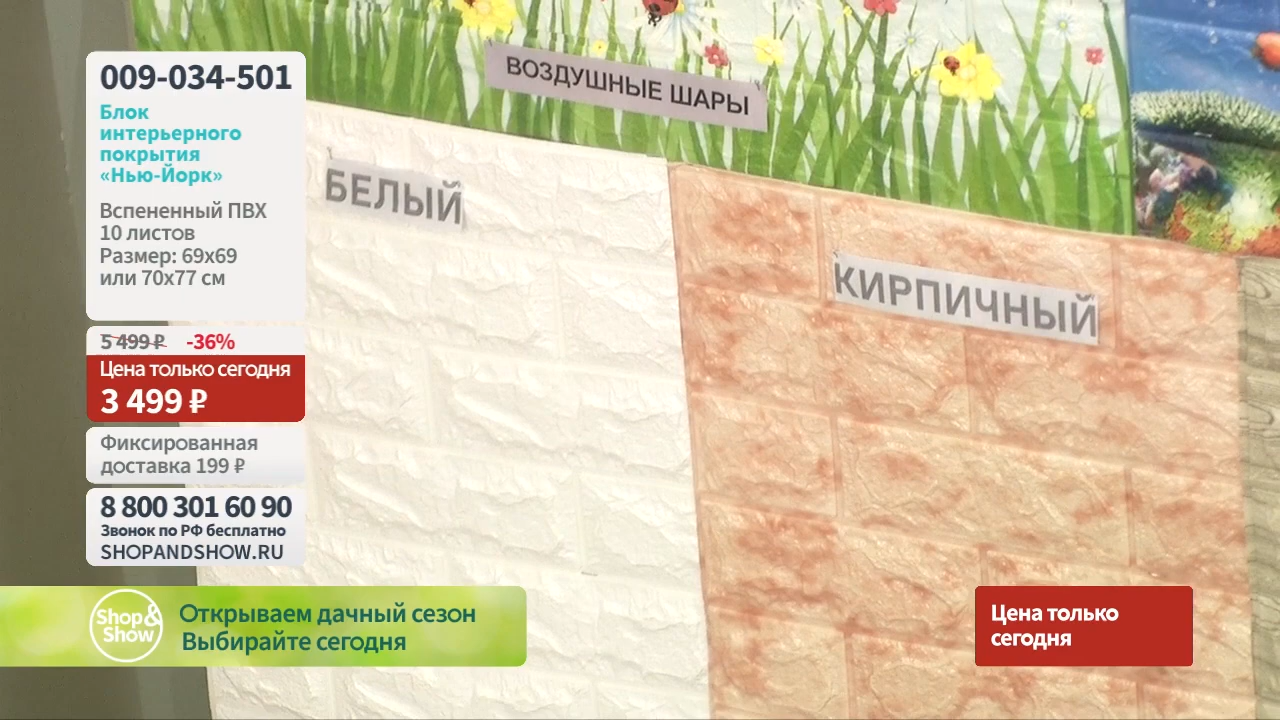 009-034-501
Блок
интерьерного
покрытия
«Нью-Йорк»
Вспененный ПВХ
10 листов
Размер: 69х69
или 70х77 см
5 499 ₽ -36%
Цена только сегодня
3 499 ₽
Фиксированная
доставка 199 ₽
8 800 301 60 90
Звонок по РФ бесплатно
SHOPANDSHOW.RU
Shop&
Show
Открываем дачный сезон
Выбирайте сегодня
ВОЗДУШНЫЕ ШАРЫ
БЕЛЫЙ
КИРПИЧНЫЙ
Цена только
сегодня